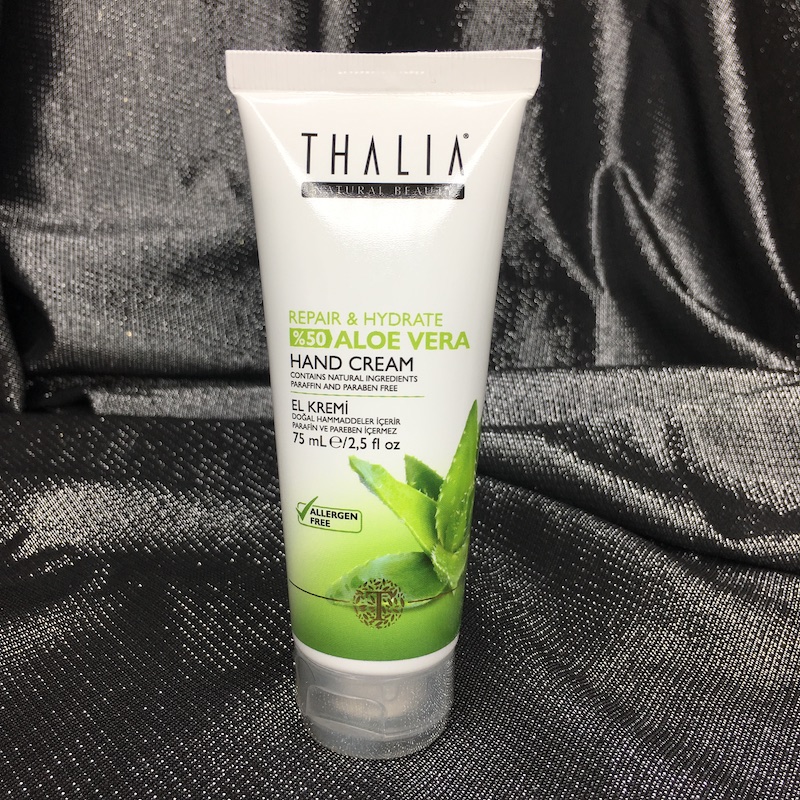 THALIA®
NATURAL BEAUTY
REPAIR & HYDRATE
%50 ALOE VERA
HAND CREAM
CONTAINS NATURAL INGREDIENTS
PARAFFIN AND PARABEN FREE
EL KREMİ
DOĞAL HAMMADDELER İÇERİR
PARAFİN VE PAREBEN İÇERMEZ
75 mL ℮/2,5 fl oz
ALLERGEN
FREE
T